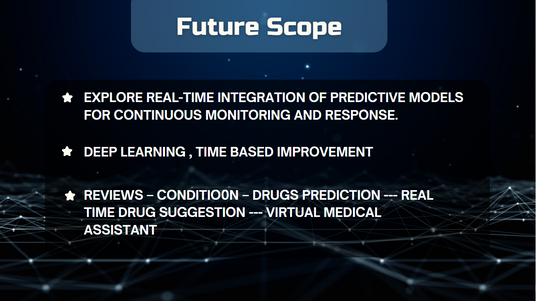 Future Scope
EXPLORE REAL-TIME INTEGRATION OF PREDICTIVE MODELS
FOR CONTINUOUS MONITORING AND RESPONSE.
DEEP LEARNING , TIME BASED IMPROVEMENT
REVIEWS – CONDITIO0N – DRUGS PREDICTION --- REAL
TIME DRUG SUGGESTION --- VIRTUAL MEDICAL
ASSISTANT